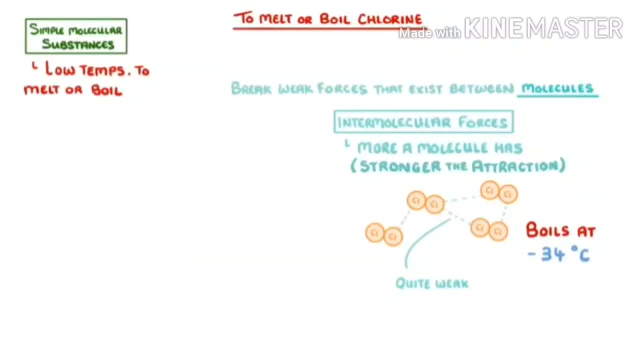 TO MELT OR BOIL CHLORINE
Made with KINEMASTER
SIMPLE MOLECULAR
SUBSTANCES
LOW TEMPS. TO
MELT OR BOIL
BREAK WEAK FORCES THAT EXIST BETWEEN MOLECULES
INTERMOLECULAR FORCES
MORE A MOLECULE HAS
(STRONGER THE ATTRACTION)
Cl Cl Cl Cl
Cl Cl Cl Cl
BOILS AT
-34 °C
QUITE WEAK